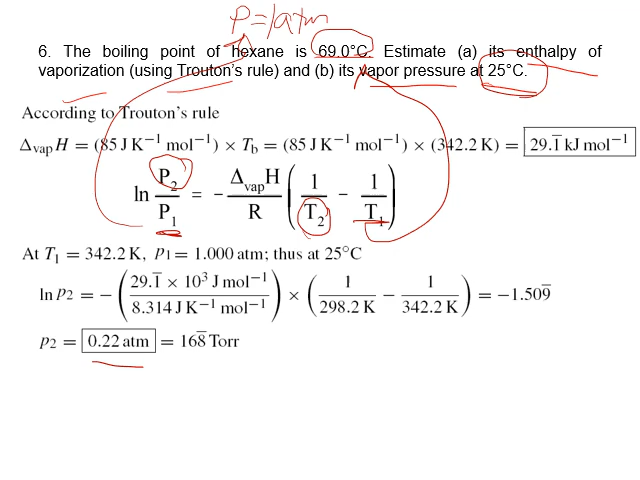 P=1atm
6. The boiling point of hexane is 69.0°C. Estimate (a) its enthalpy of
vaporization (using Trouton's rule) and (b) its vapor pressure at 25°C.
According to Trouton's rule
Δ_vap H = (85 J K⁻¹ mol⁻¹) × T_b = (85 J K⁻¹ mol⁻¹) × (342.2 K) = 29.1̅ kJ mol⁻¹
ln P₂/P₁ = − Δ_vap H/R (1/T₂ − 1/T₁)
At T₁ = 342.2 K, p₁ = 1.000 atm; thus at 25°C
ln p₂ = − (29.1̅ × 10³ J mol⁻¹ / 8.314 J K⁻¹ mol⁻¹) × (1/298.2 K − 1/342.2 K) = −1.509̅
p₂ = 0.22 atm = 168̅ Torr